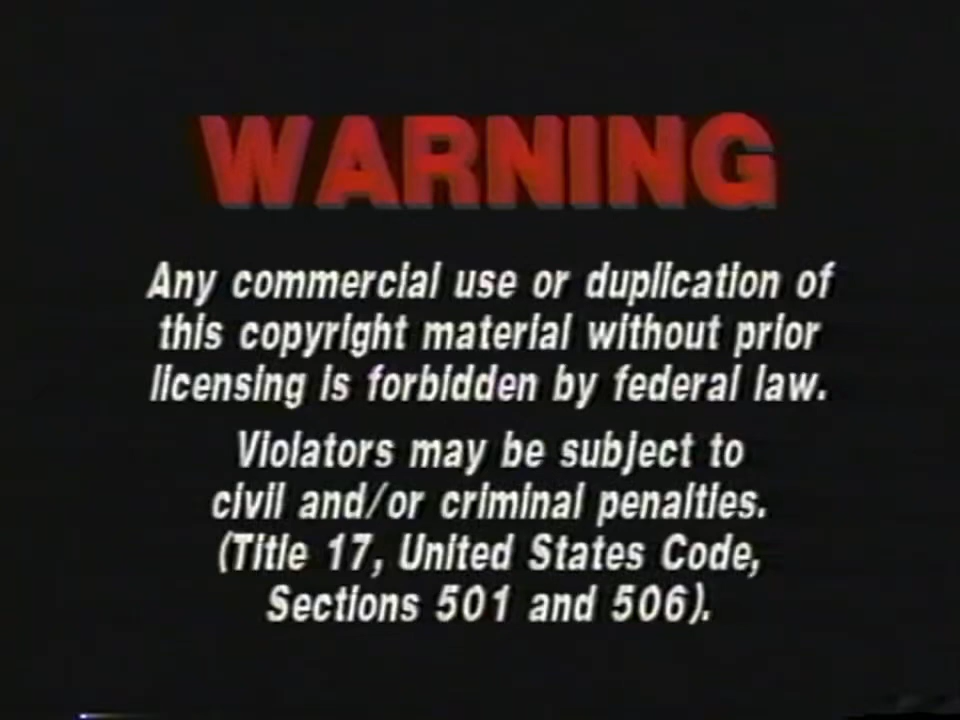 WARNING
Any commercial use or duplication of
this copyright material without prior
licensing is forbidden by federal law.
Violators may be subject to
civil and/or criminal penalties.
(Title 17, United States Code,
Sections 501 and 506).